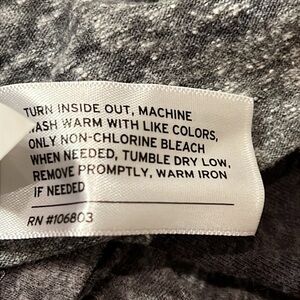 TURN INSIDE OUT, MACHINE
WASH WARM WITH LIKE COLORS,
ONLY NON-CHLORINE BLEACH
WHEN NEEDED, TUMBLE DRY LOW,
REMOVE PROMPTLY, WARM IRON
IF NEEDED
RN #106803